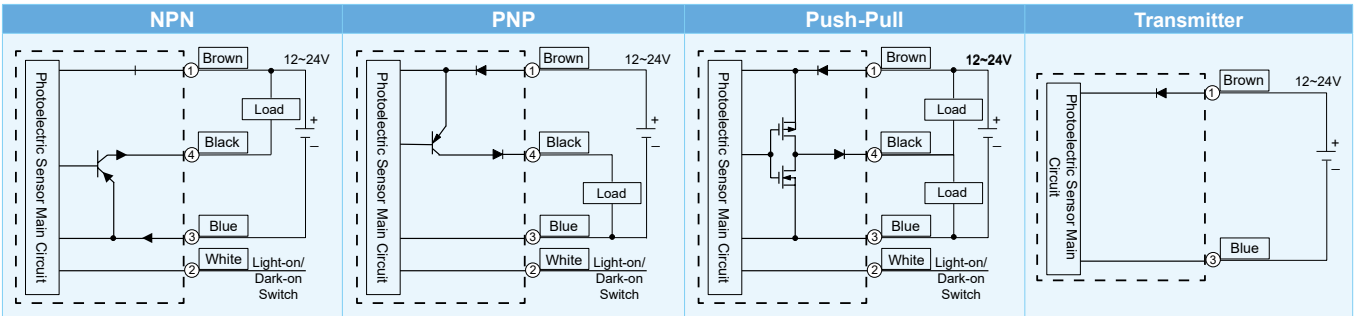 NPN
PNP
Push-Pull
Transmitter
Photoelectric Sensor Main Circuit
1
Brown
12~24V
Load
+
–
4
Black
3
Blue
2
White
Light-on/
Dark-on
Switch
Photoelectric Sensor Main Circuit
1
Brown
12~24V
+
–
4
Black
Load
3
Blue
2
White
Light-on/
Dark-on
Switch
Photoelectric Sensor Main Circuit
1
Brown
12~24V
Load
+
–
4
Black
Load
3
Blue
2
White
Light-on/
Dark-on
Switch
Photoelectric Sensor Main
Circuit
1
Brown
12~24V
+
–
3
Blue